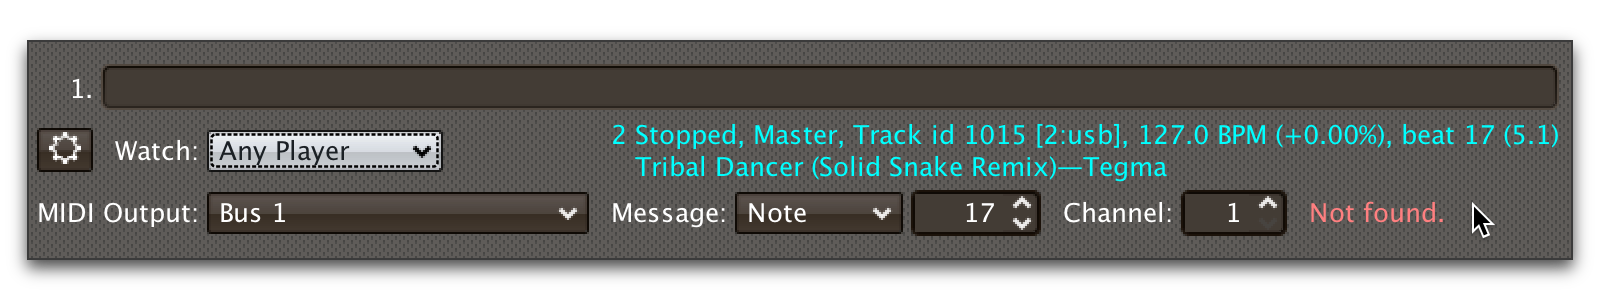 1.
Watch: Any Player
2 Stopped, Master, Track id 1015 [2:usb], 127.0 BPM (+0.00%), beat 17 (5.1)
Tribal Dancer (Solid Snake Remix)—Tegma
MIDI Output: Bus 1 Message: Note 17 Channel: 1 Not found.